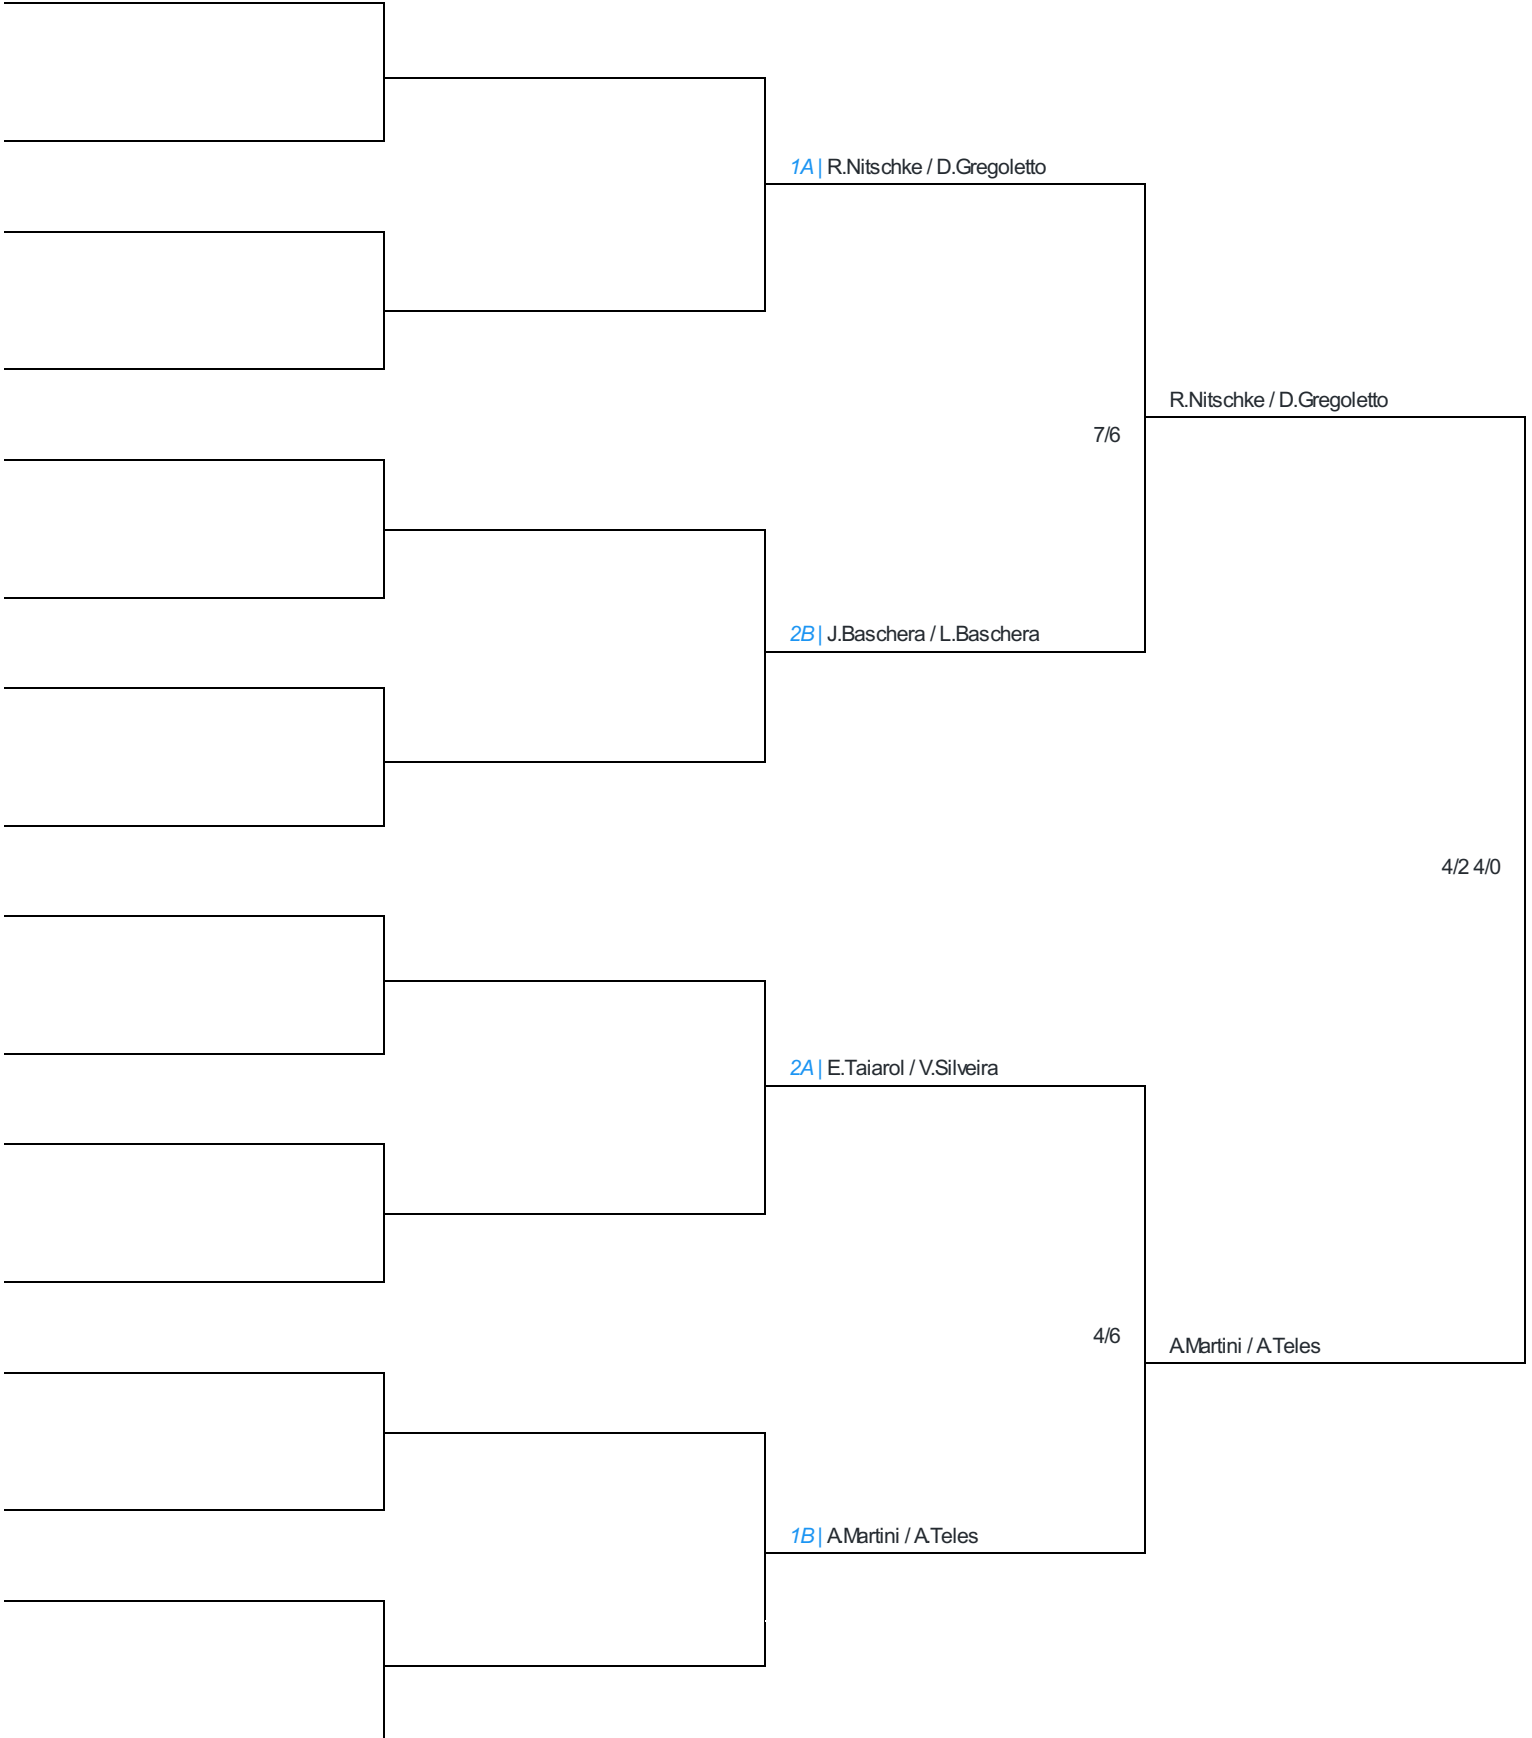 1A | R.Nitschke / D.Gregoletto
R.Nitschke / D.Gregoletto
7/6
2B | J.Baschera / L.Baschera
4/2 4/0
2A | E.Taiarol / V.Silveira
4/6
A.Martini / A.Teles
1B | A.Martini / A.Teles